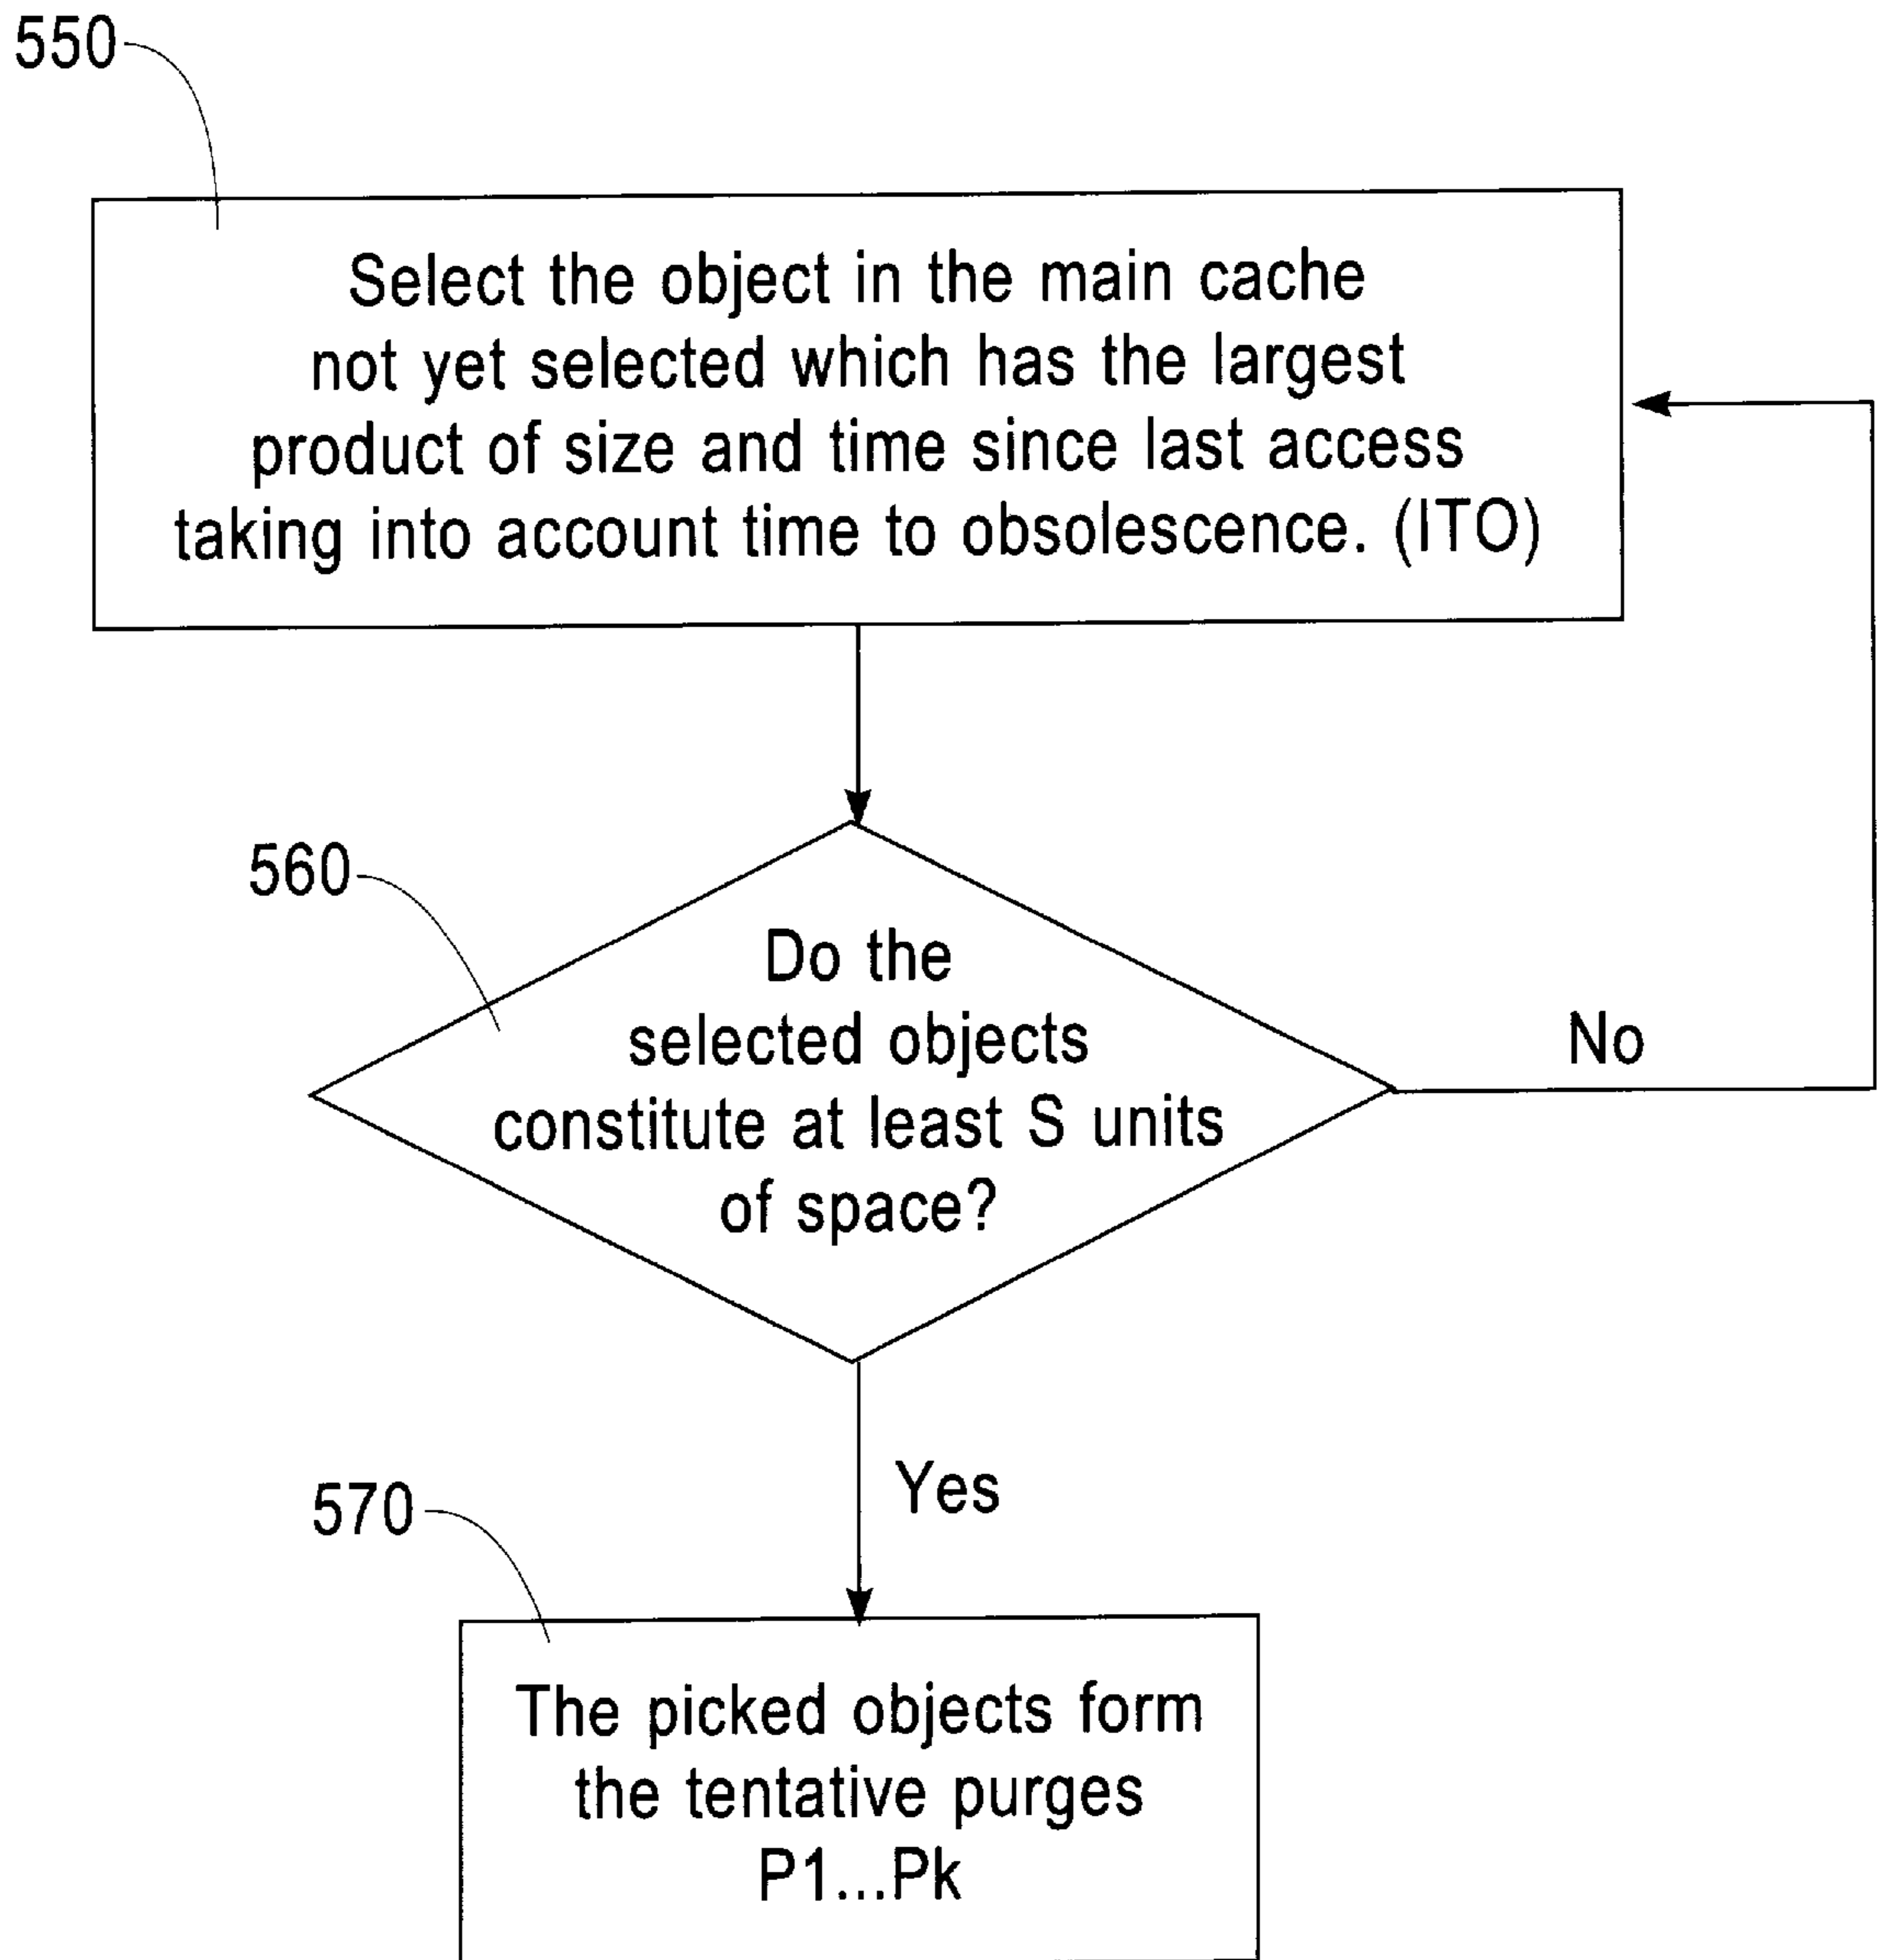 550
Select the object in the main cache
not yet selected which has the largest
product of size and time since last access
taking into account time to obsolescence. (ITO)
560
Do the
selected objects
constitute at least S units
of space?
No
Yes
570
The picked objects form
the tentative purges
P1...Pk